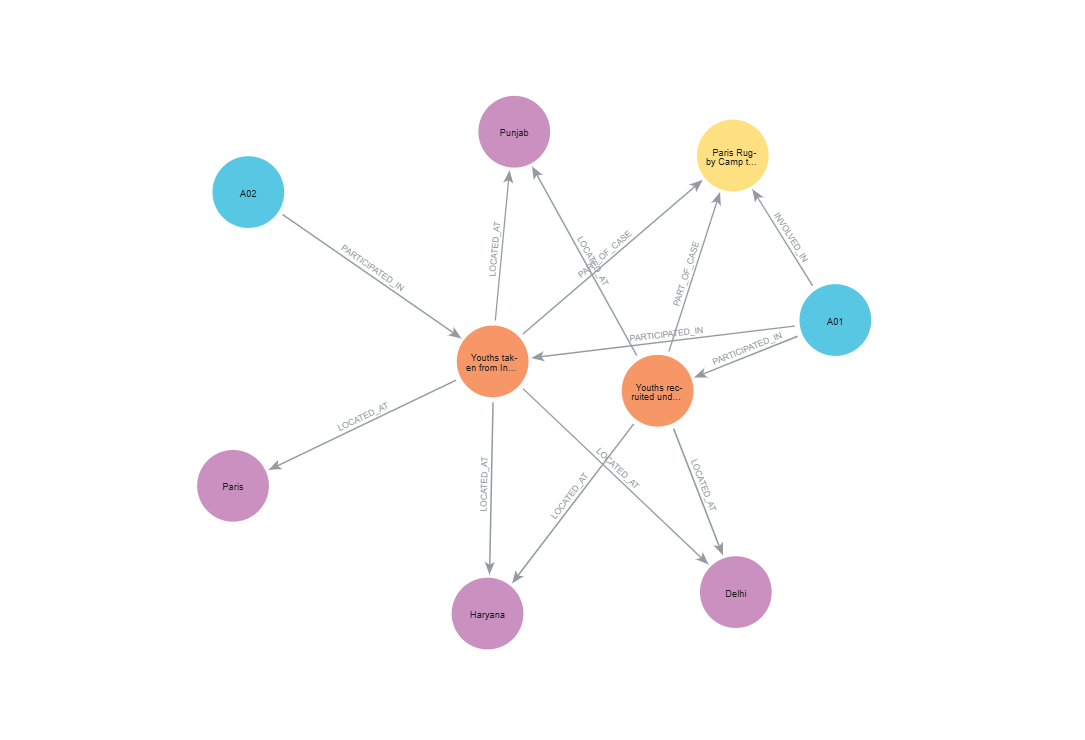 Punjab
Paris Rug-
by Camp t...
A02
LOCATED_AT
PARTICIPATED_IN
LOCATED_AT
PART_OF_CASE
PART_OF_CASE
INVOLVED_IN
A01
PARTICIPATED_IN
PARTICIPATED_IN
Youths tak-
en from In...
Youths rec-
ruited und...
LOCATED_AT
LOCATED_AT
LOCATED_AT
LOCATED_AT
LOCATED_AT
Paris
Haryana
Delhi